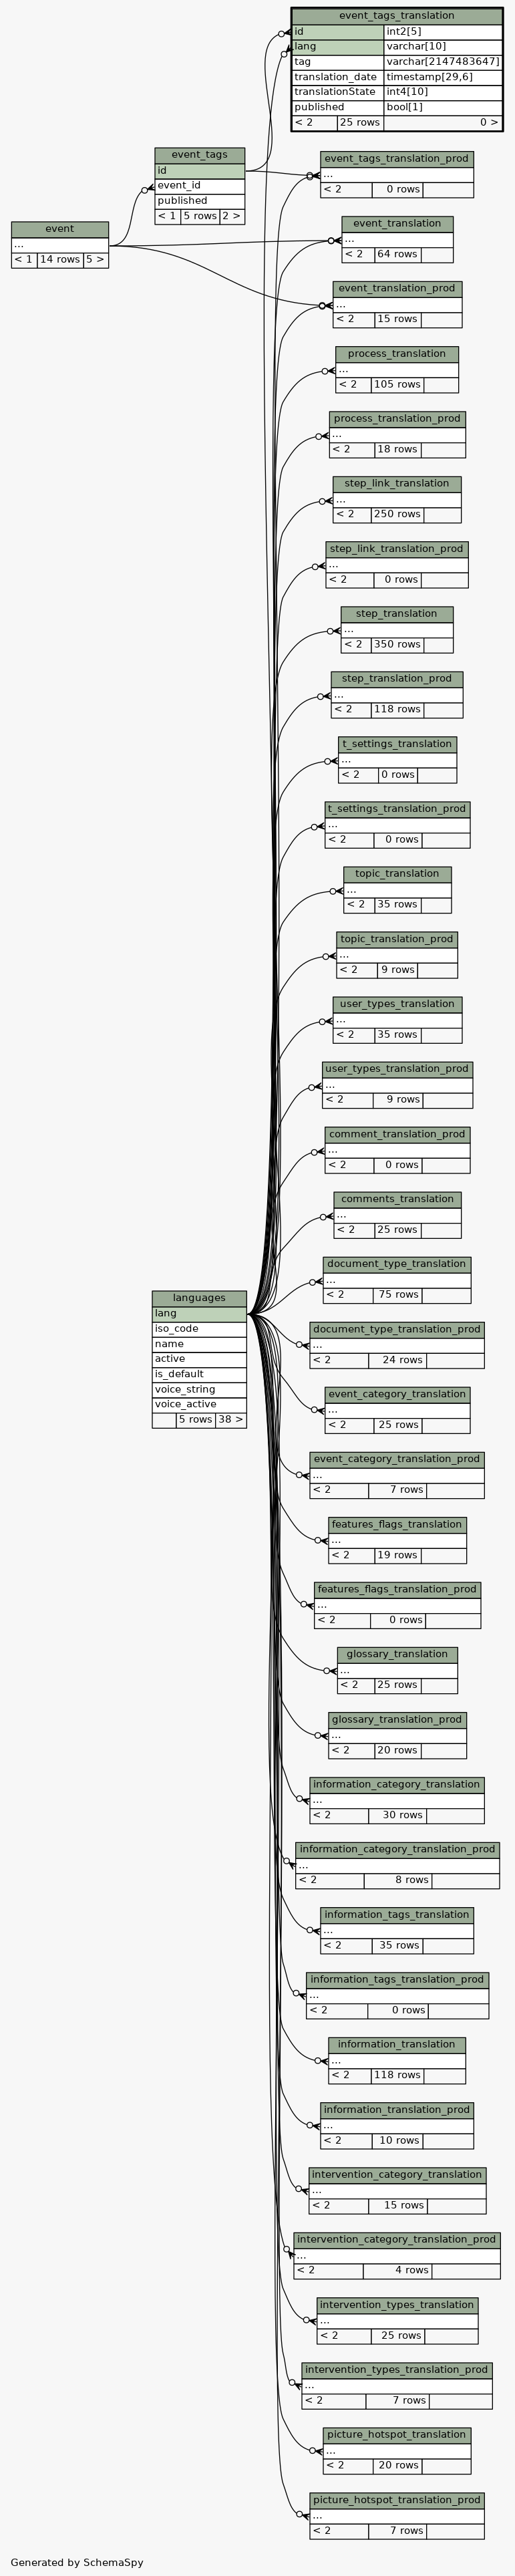 event_tags_translation
id int2[5]
lang varchar[10]
tag varchar[2147483647]
translation_date timestamp[29,6]
translationState int4[10]
published bool[1]
< 2 25 rows 0 >
event_tags
id
event_id
published
< 1 5 rows 2 >
event
...
< 1 14 rows 5 >
event_tags_translation_prod
...
< 2 0 rows
event_translation
...
< 2 64 rows
event_translation_prod
...
< 2 15 rows
process_translation
...
< 2 105 rows
process_translation_prod
...
< 2 18 rows
step_link_translation
...
< 2 250 rows
step_link_translation_prod
...
< 2 0 rows
step_translation
...
< 2 350 rows
step_translation_prod
...
< 2 118 rows
t_settings_translation
...
< 2 0 rows
t_settings_translation_prod
...
< 2 0 rows
topic_translation
...
< 2 35 rows
topic_translation_prod
...
< 2 9 rows
user_types_translation
...
< 2 35 rows
user_types_translation_prod
...
< 2 9 rows
comment_translation_prod
...
< 2 0 rows
comments_translation
...
< 2 25 rows
document_type_translation
...
< 2 75 rows
languages
lang
iso_code
name
active
is_default
voice_string
voice_active
5 rows 38 >
document_type_translation_prod
...
< 2 24 rows
event_category_translation
...
< 2 25 rows
event_category_translation_prod
...
< 2 7 rows
features_flags_translation
...
< 2 19 rows
features_flags_translation_prod
...
< 2 0 rows
glossary_translation
...
< 2 25 rows
glossary_translation_prod
...
< 2 20 rows
information_category_translation
...
< 2 30 rows
information_category_translation_prod
...
< 2 8 rows
information_tags_translation
...
< 2 35 rows
information_tags_translation_prod
...
< 2 0 rows
information_translation
...
< 2 118 rows
information_translation_prod
...
< 2 10 rows
intervention_category_translation
...
< 2 15 rows
intervention_category_translation_prod
...
< 2 4 rows
intervention_types_translation
...
< 2 25 rows
intervention_types_translation_prod
...
< 2 7 rows
picture_hotspot_translation
...
< 2 20 rows
picture_hotspot_translation_prod
...
< 2 7 rows
Generated by SchemaSpy